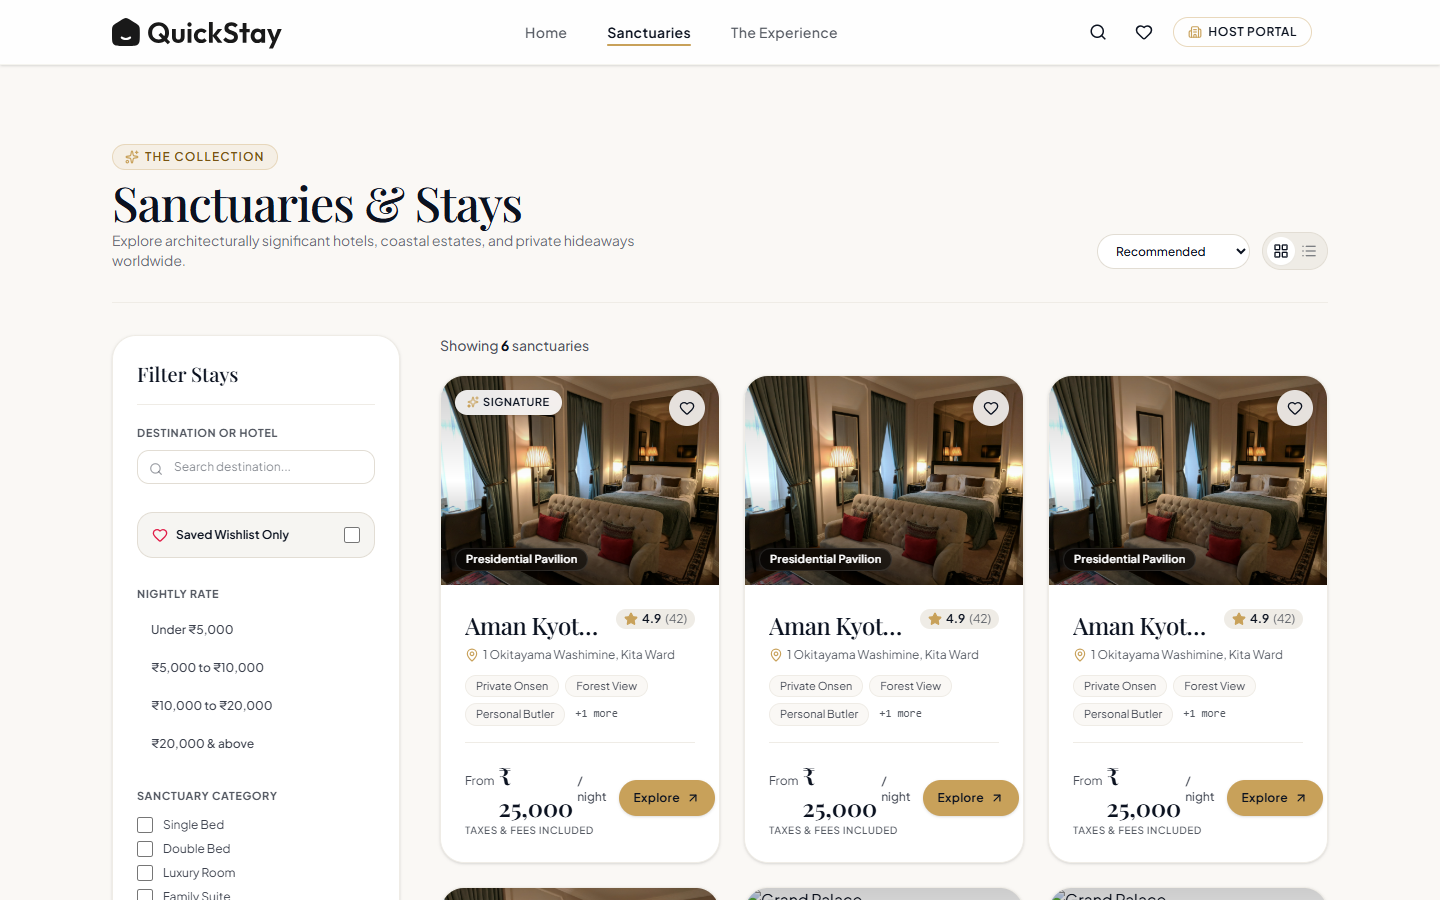 QuickStay
Home
Sanctuaries
The Experience
HOST PORTAL
THE COLLECTION
Sanctuaries & Stays
Explore architecturally significant hotels, coastal estates, and private hideaways
worldwide.
Recommended
Filter Stays
DESTINATION OR HOTEL
Search destination...
Saved Wishlist Only
NIGHTLY RATE
Under ₹5,000
₹5,000 to ₹10,000
₹10,000 to ₹20,000
₹20,000 & above
SANCTUARY CATEGORY
Single Bed
Double Bed
Luxury Room
Family Suite
Showing 6 sanctuaries
SIGNATURE
Presidential Pavilion
Aman Kyot...
4.9 (42)
1 Okitayama Washimine, Kita Ward
Private Onsen
Forest View
Personal Butler
+1 more
From ₹ /
25,000 night
Explore
TAXES & FEES INCLUDED
Presidential Pavilion
Aman Kyot...
4.9 (42)
1 Okitayama Washimine, Kita Ward
Private Onsen
Forest View
Personal Butler
+1 more
From ₹ /
25,000 night
Explore
TAXES & FEES INCLUDED
Presidential Pavilion
Aman Kyot...
4.9 (42)
1 Okitayama Washimine, Kita Ward
Private Onsen
Forest View
Personal Butler
+1 more
From ₹ /
25,000 night
Explore
TAXES & FEES INCLUDED
Grand Palace
Grand Palace